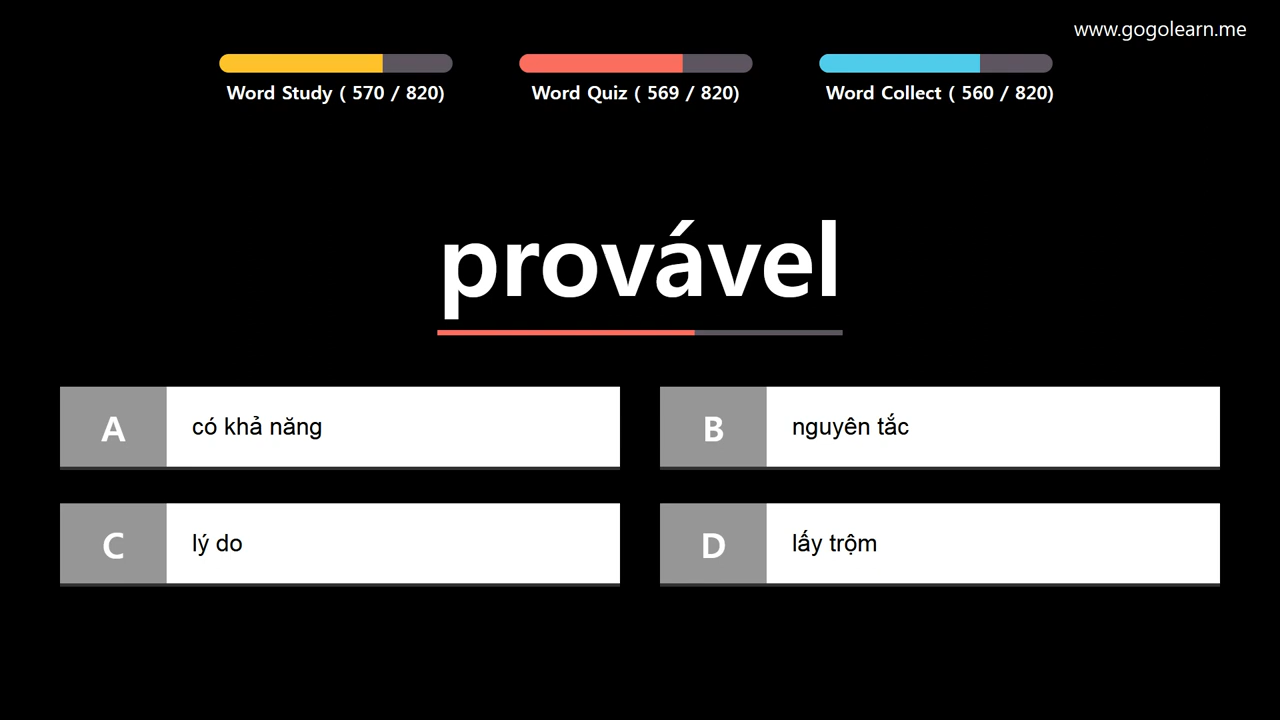 www.gogolearn.me
Word Study ( 570 / 820)
Word Quiz ( 569 / 820)
Word Collect ( 560 / 820)
provável
A
có khả năng
B
nguyên tắc
C
lý do
D
lấy trộm